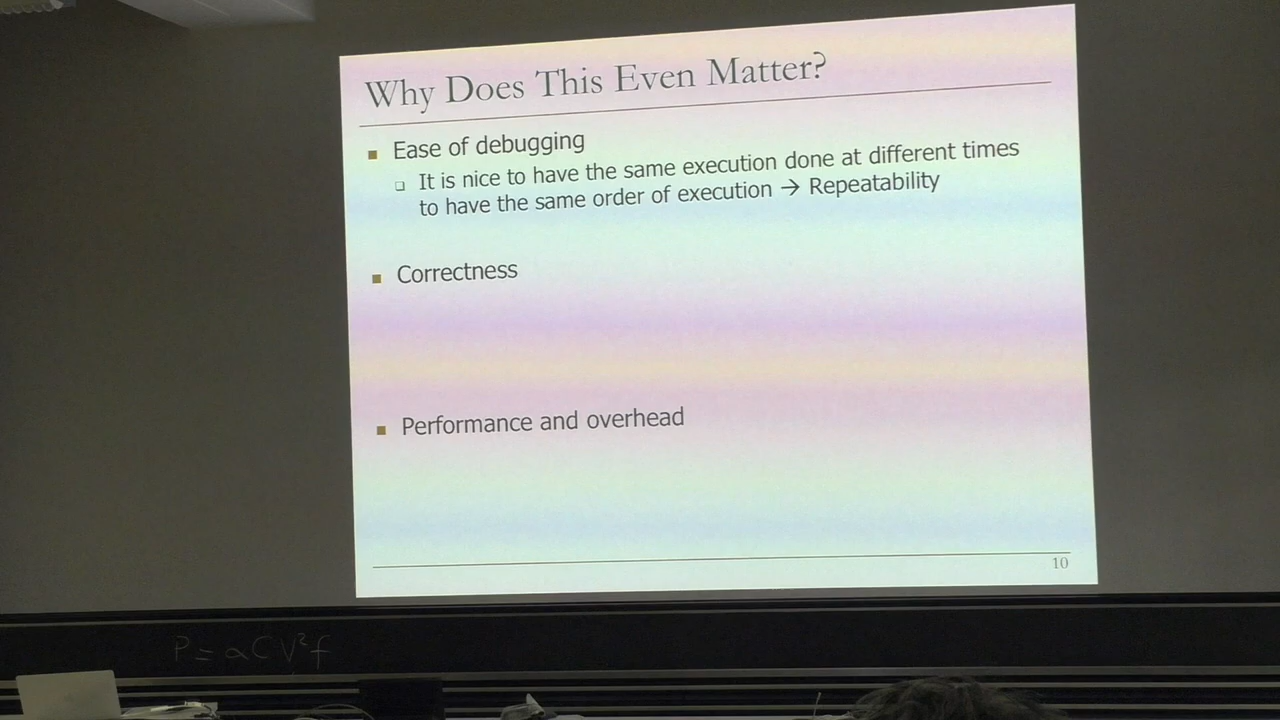 Why Does This Even Matter?
Ease of debugging
It is nice to have the same execution done at different times
to have the same order of execution → Repeatability
Correctness
Performance and overhead
10
P = αCV²f